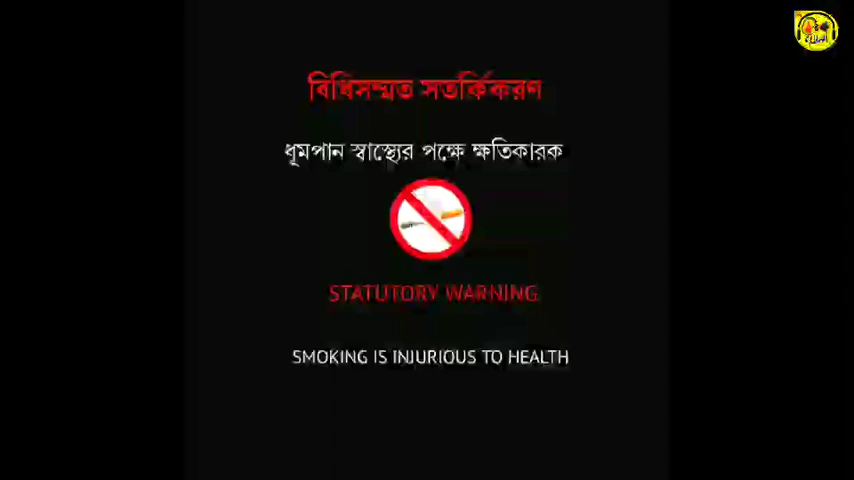 বিধিসম্মত সতর্কিকরণ
ধূমপান স্বাস্থ্যের পক্ষে ক্ষতিকারক
STATUTORY WARNING
SMOKING IS INJURIOUS TO HEALTH